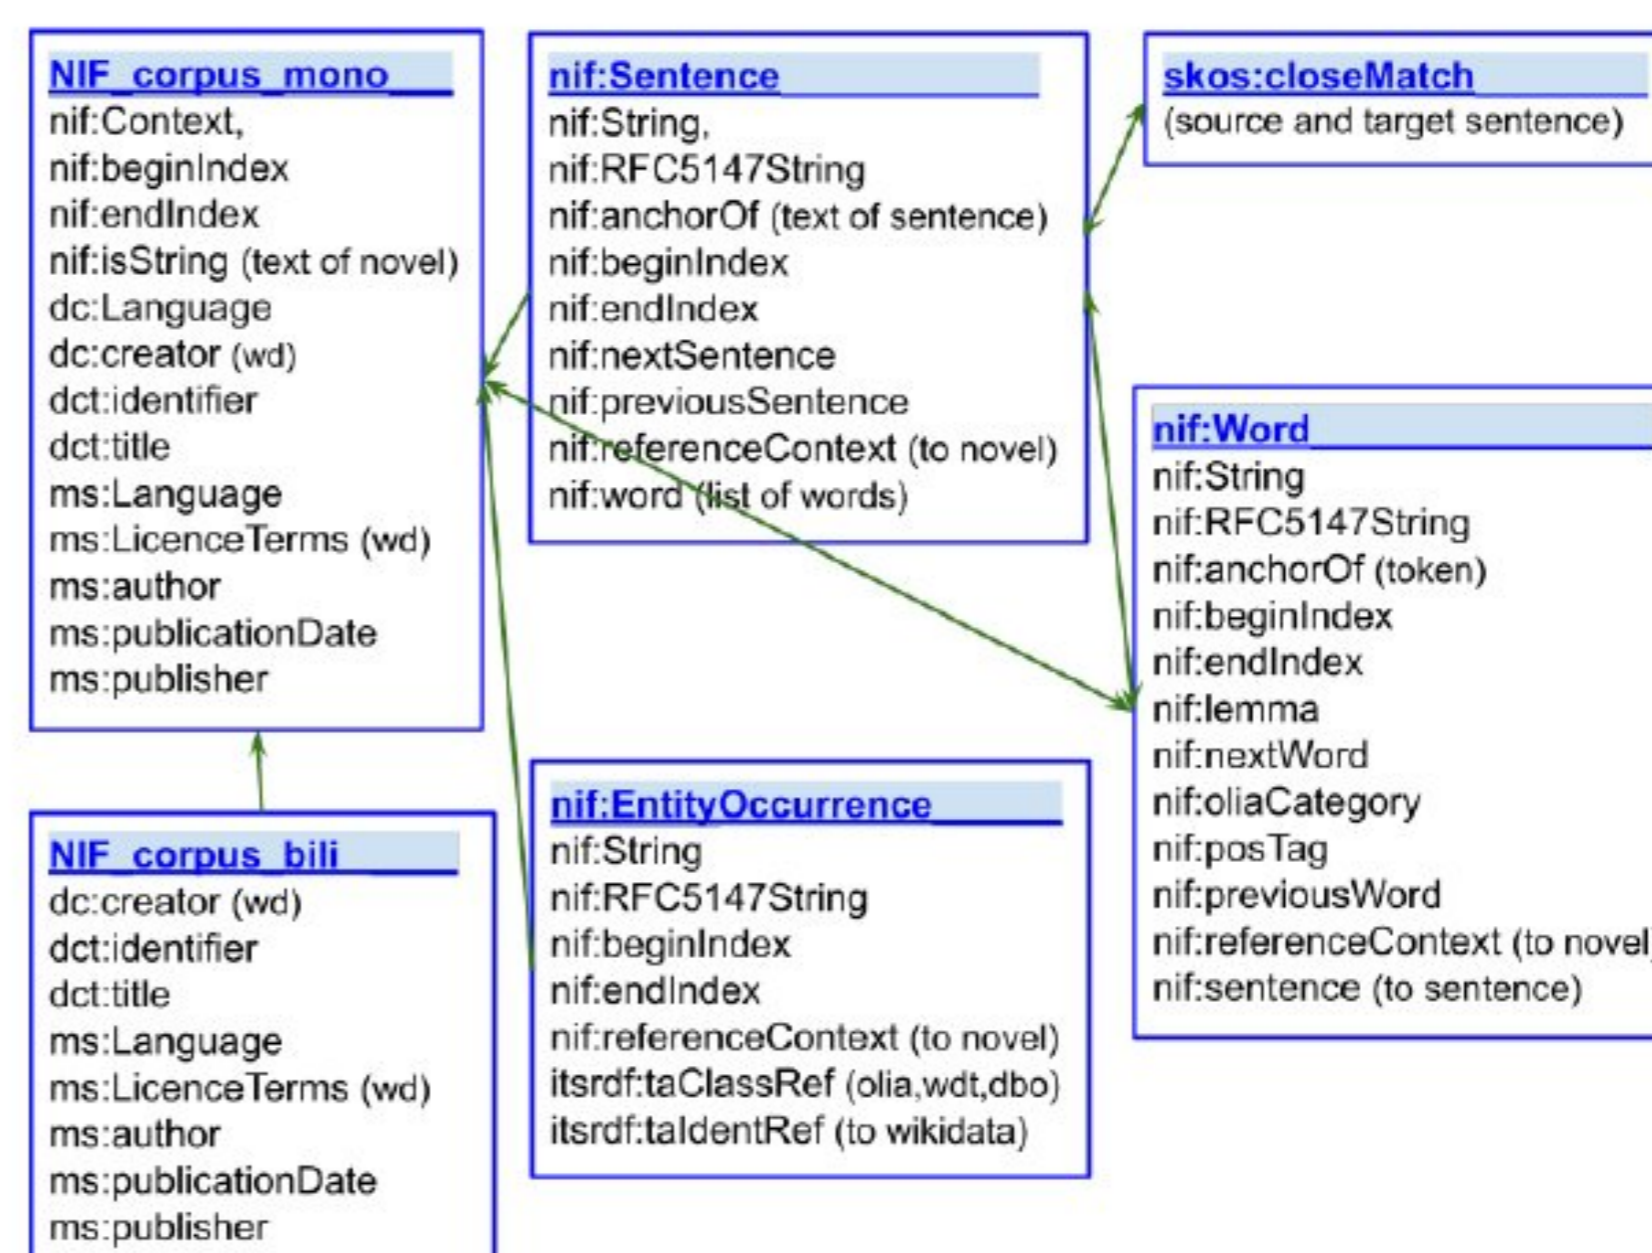 NIF_corpus_mono
nif:Context,
nif:beginIndex
nif:endIndex
nif:isString (text of novel)
dc:Language
dc:creator (wd)
dct:identifier
dct:title
ms:Language
ms:LicenceTerms (wd)
ms:author
ms:publicationDate
ms:publisher
NIF_corpus_bili
dc:creator (wd)
dct:identifier
dct:title
ms:Language
ms:LicenceTerms (wd)
ms:author
ms:publicationDate
ms:publisher
nif:Sentence
nif:String,
nif:RFC5147String
nif:anchorOf (text of sentence)
nif:beginIndex
nif:endIndex
nif:nextSentence
nif:previousSentence
nif:referenceContext (to novel)
nif:word (list of words)
nif:EntityOccurrence
nif:String
nif:RFC5147String
nif:beginIndex
nif:endIndex
nif:referenceContext (to novel)
itsrdf:taClassRef (olia,wdt,dbo)
itsrdf:taIdentRef (to wikidata)
skos:closeMatch
(source and target sentence)
nif:Word
nif:String
nif:RFC5147String
nif:anchorOf (token)
nif:beginIndex
nif:endIndex
nif:lemma
nif:nextWord
nif:oliaCategory
nif:posTag
nif:previousWord
nif:referenceContext (to novel)
nif:sentence (to sentence)